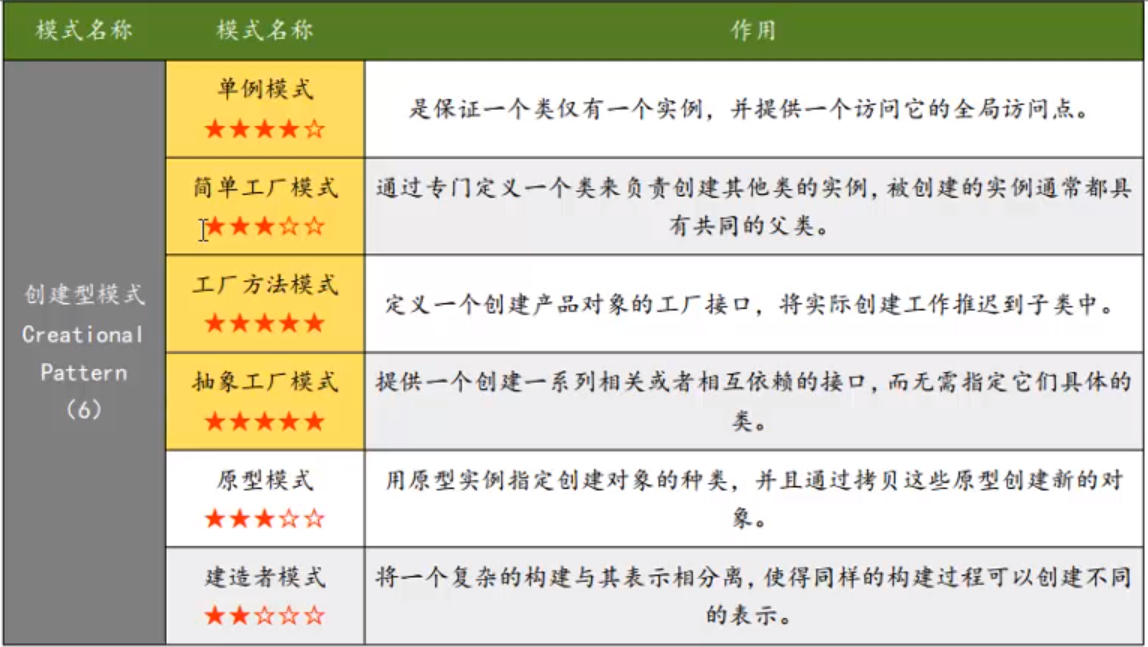 模式名称 模式名称 作用
创建型模式
Creational
Pattern
（6）
单例模式
★★★★☆
是保证一个类仅有一个实例，并提供一个访问它的全局访问点。
简单工厂模式
★★★☆☆
通过专门定义一个类来负责创建其他类的实例，被创建的实例通常都具
有共同的父类。
工厂方法模式
★★★★★
定义一个创建产品对象的工厂接口，将实际创建工作推迟到子类中。
抽象工厂模式
★★★★★
提供一个创建一系列相关或者相互依赖的接口，而无需指定它们具体的
类。
原型模式
★★★☆☆
用原型实例指定创建对象的种类，并且通过拷贝这些原型创建新的对
象。
建造者模式
★★☆☆☆
将一个复杂的构建与其表示相分离，使得同样的构建过程可以创建不同
的表示。